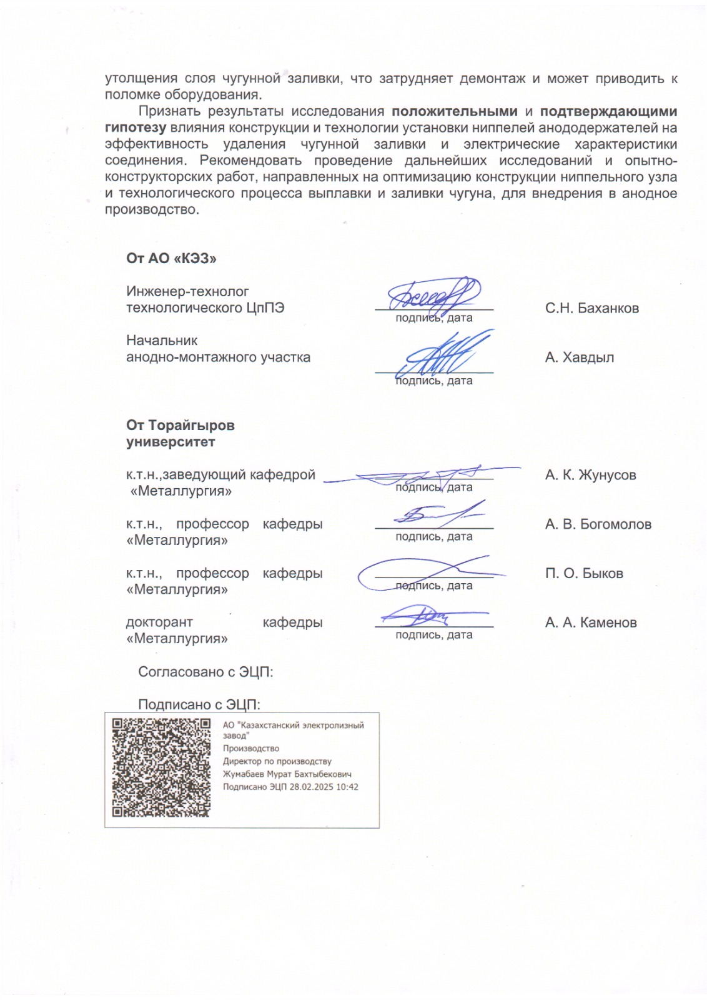 утолщения слоя чугунной заливки, что затрудняет демонтаж и может приводить к
поломке оборудования.
Признать результаты исследования положительными и подтверждающими
гипотезу влияния конструкции и технологии установки ниппелей анододержателей на
эффективность удаления чугунной заливки и электрические характеристики
соединения. Рекомендовать проведение дальнейших исследований и опытно-
конструкторских работ, направленных на оптимизацию конструкции ниппельного узла
и технологического процесса выплавки и заливки чугуна, для внедрения в анодное
производство.
От АО «КЭЗ»
Инженер-технолог
технологического ЦпПЭ
подпись, дата
С.Н. Баханков
Начальник
анодно-монтажного участка
подпись, дата
А. Хавдыл
От Торайгыров
университет
к.т.н.,заведующий кафедрой
«Металлургия»
подпись, дата
А. К. Жунусов
к.т.н., профессор кафедры
«Металлургия»
подпись, дата
А. В. Богомолов
к.т.н., профессор кафедры
«Металлургия»
подпись, дата
П. О. Быков
докторант кафедры
«Металлургия»
подпись, дата
А. А. Каменов
Согласовано с ЭЦП:
Подписано с ЭЦП:
АО "Казахстанский электролизный
завод"
Производство
Директор по производству
Жумабаев Мурат Бахтыбекович
Подписано ЭЦП 28.02.2025 10:42